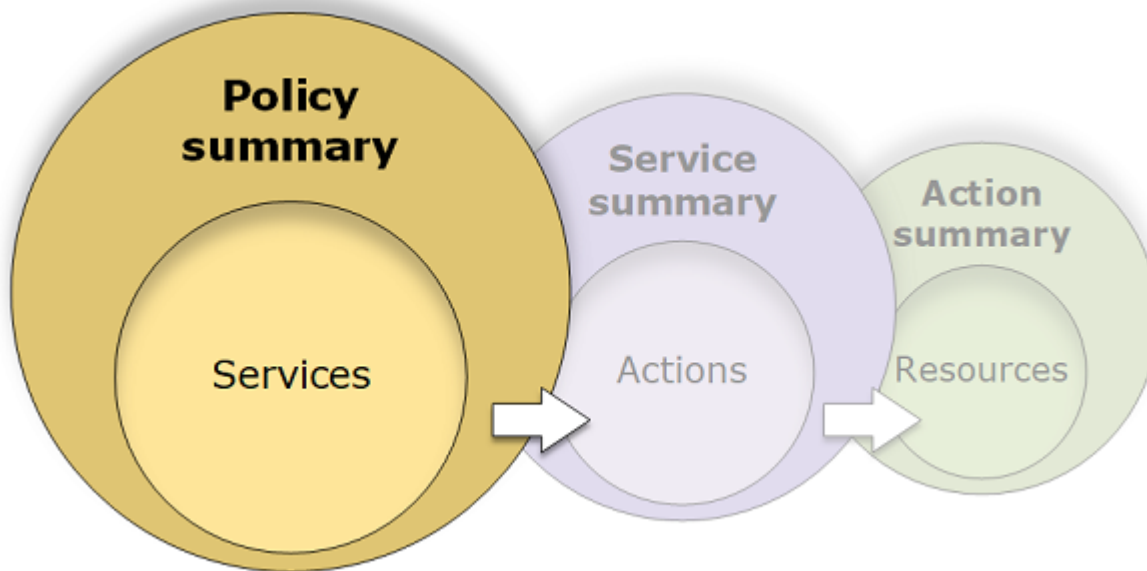 Policy
summary
Services
Service
summary
Actions
Action
summary
Resources